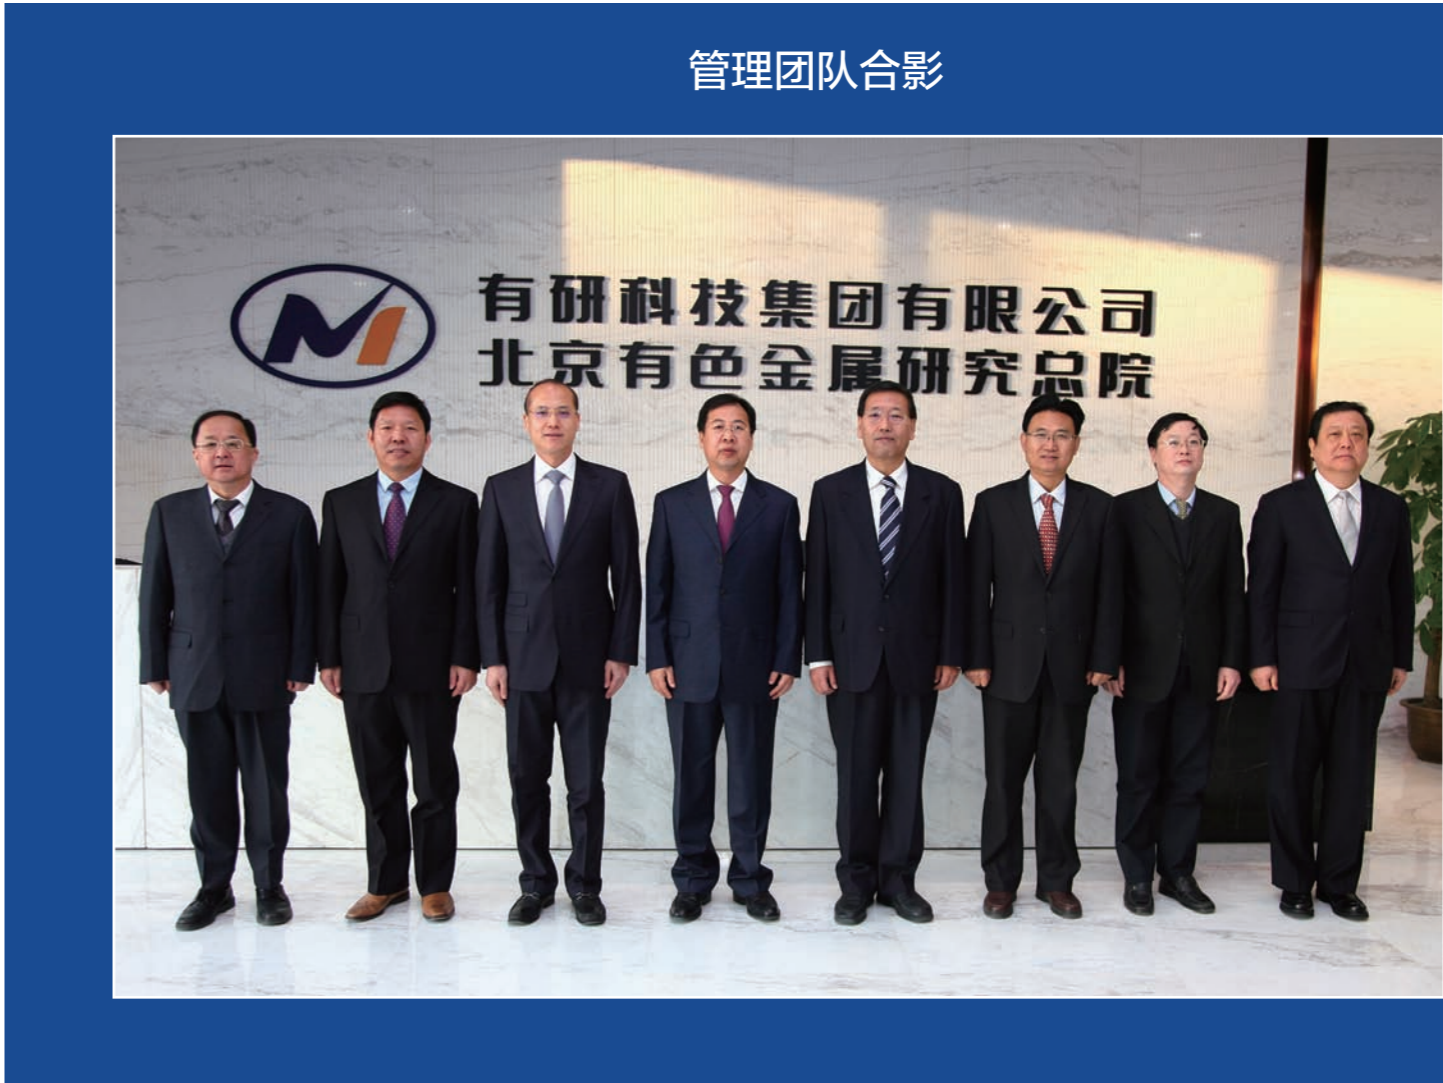 管理团队合影
有研科技集团有限公司
北京有色金属研究总院